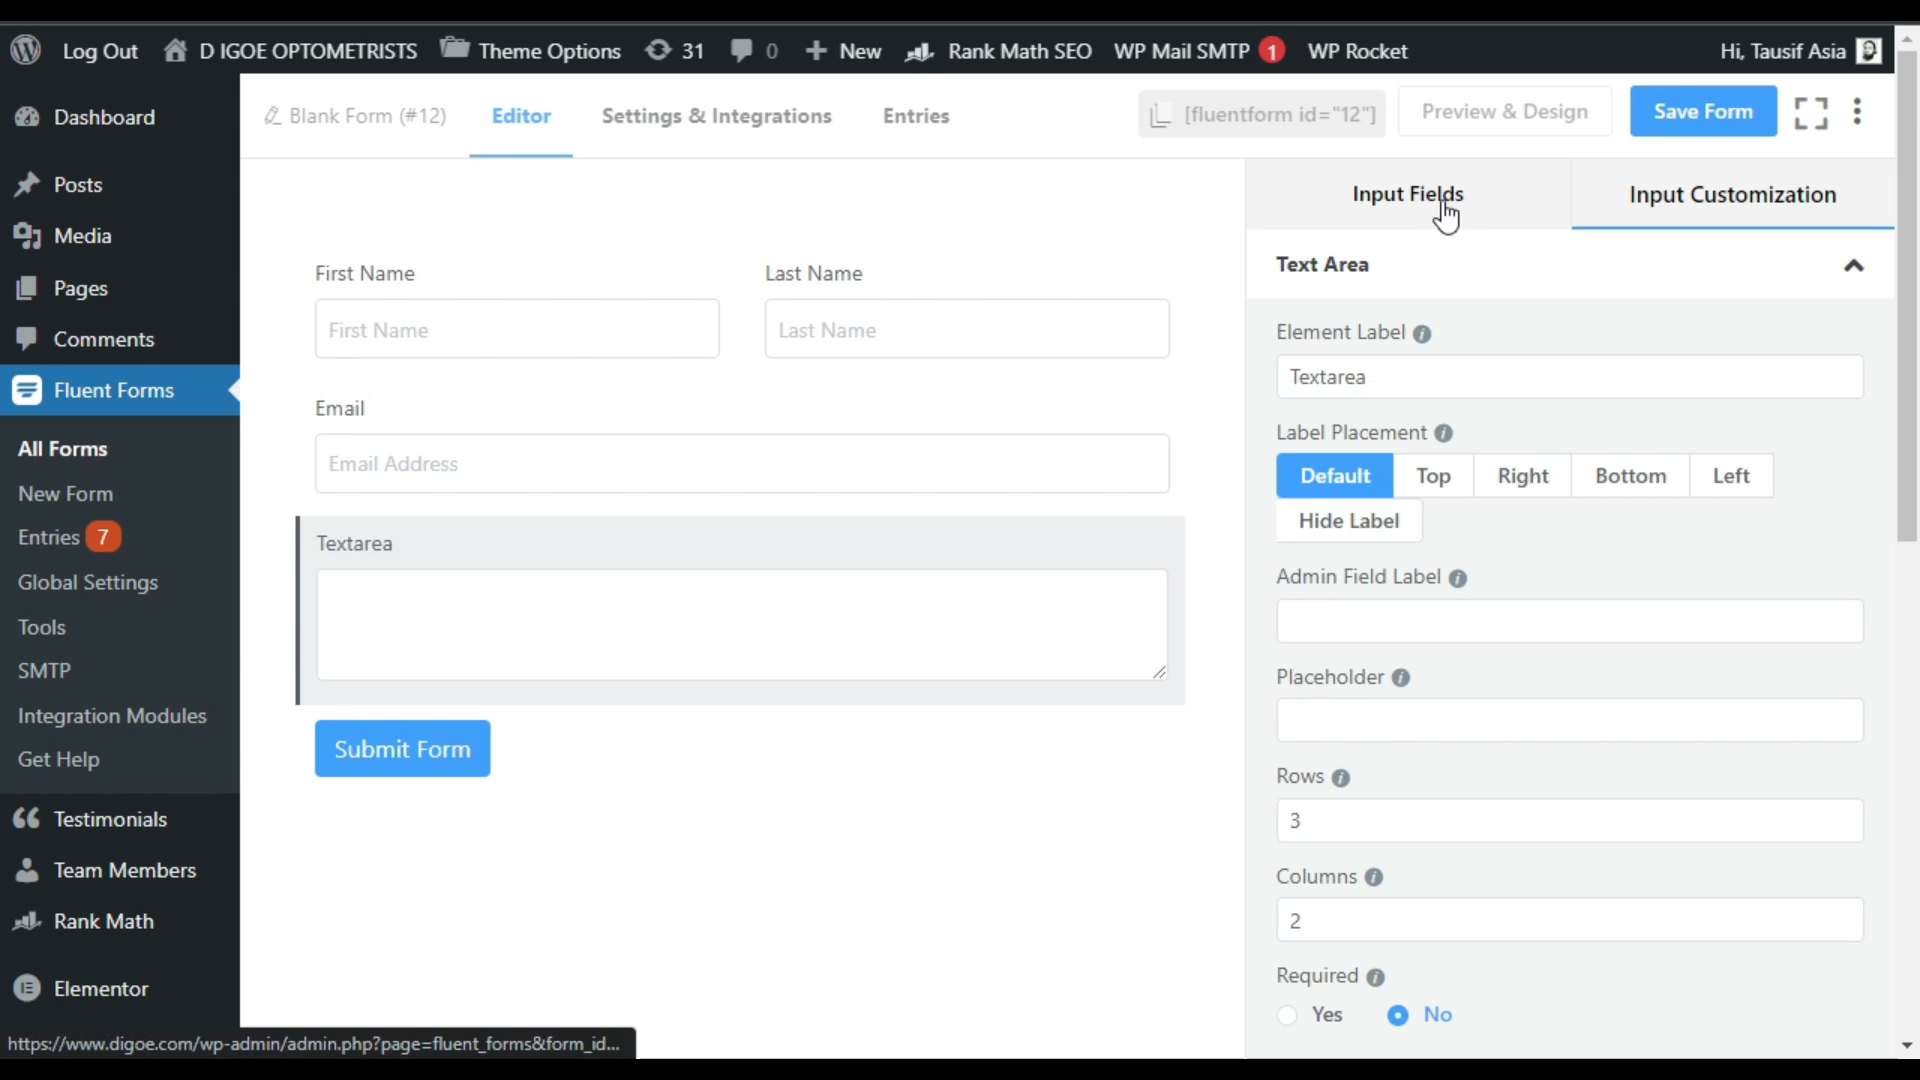 Log Out D IGOE OPTOMETRISTS Theme Options 31 0 New Rank Math SEO WP Mail SMTP 1 WP Rocket Hi, Tausif Asia
Dashboard
Posts
Media
Pages
Comments
Fluent Forms
All Forms
New Form
Entries 7
Global Settings
Tools
SMTP
Integration Modules
Get Help
Testimonials
Team Members
Rank Math
Elementor
https://www.digoe.com/wp-admin/admin.php?page=fluent_forms&form_id...
Blank Form (#12) Editor Settings & Integrations Entries [fluentform id="12"] Preview & Design Save Form
First Name Last Name
First Name Last Name
Email
Email Address
Textarea
Submit Form
Input Fields Input Customization
Text Area
Element Label
Textarea
Label Placement
Default Top Right Bottom Left
Hide Label
Admin Field Label
Placeholder
Rows
3
Columns
2
Required
Yes No